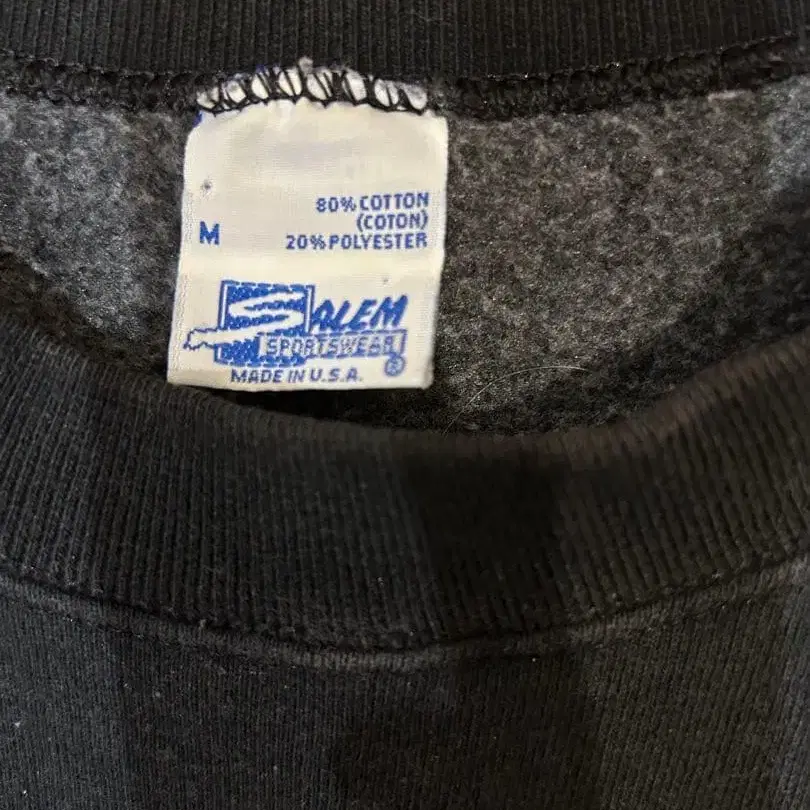 80% COTTON
(COTON)
M
20% POLYESTER
SALEM
SPORTSWEAR ®
MADE IN U.S.A.